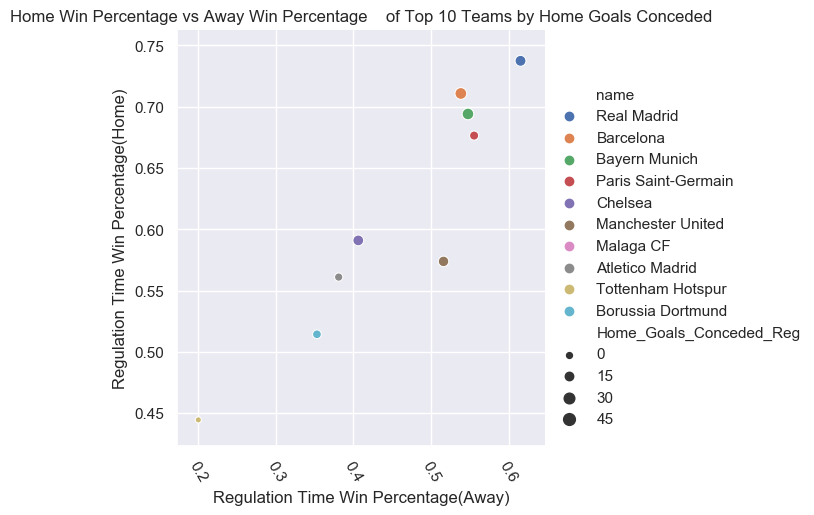 Home Win Percentage vs Away Win Percentage    of Top 10 Teams by Home Goals Conceded
0.75
0.70
0.65
0.60
0.55
0.50
0.45
Regulation Time Win Percentage(Home)
0.2
0.3
0.4
0.5
0.6
Regulation Time Win Percentage(Away)
name
Real Madrid
Barcelona
Bayern Munich
Paris Saint-Germain
Chelsea
Manchester United
Malaga CF
Atletico Madrid
Tottenham Hotspur
Borussia Dortmund
Home_Goals_Conceded_Reg
0
15
30
45